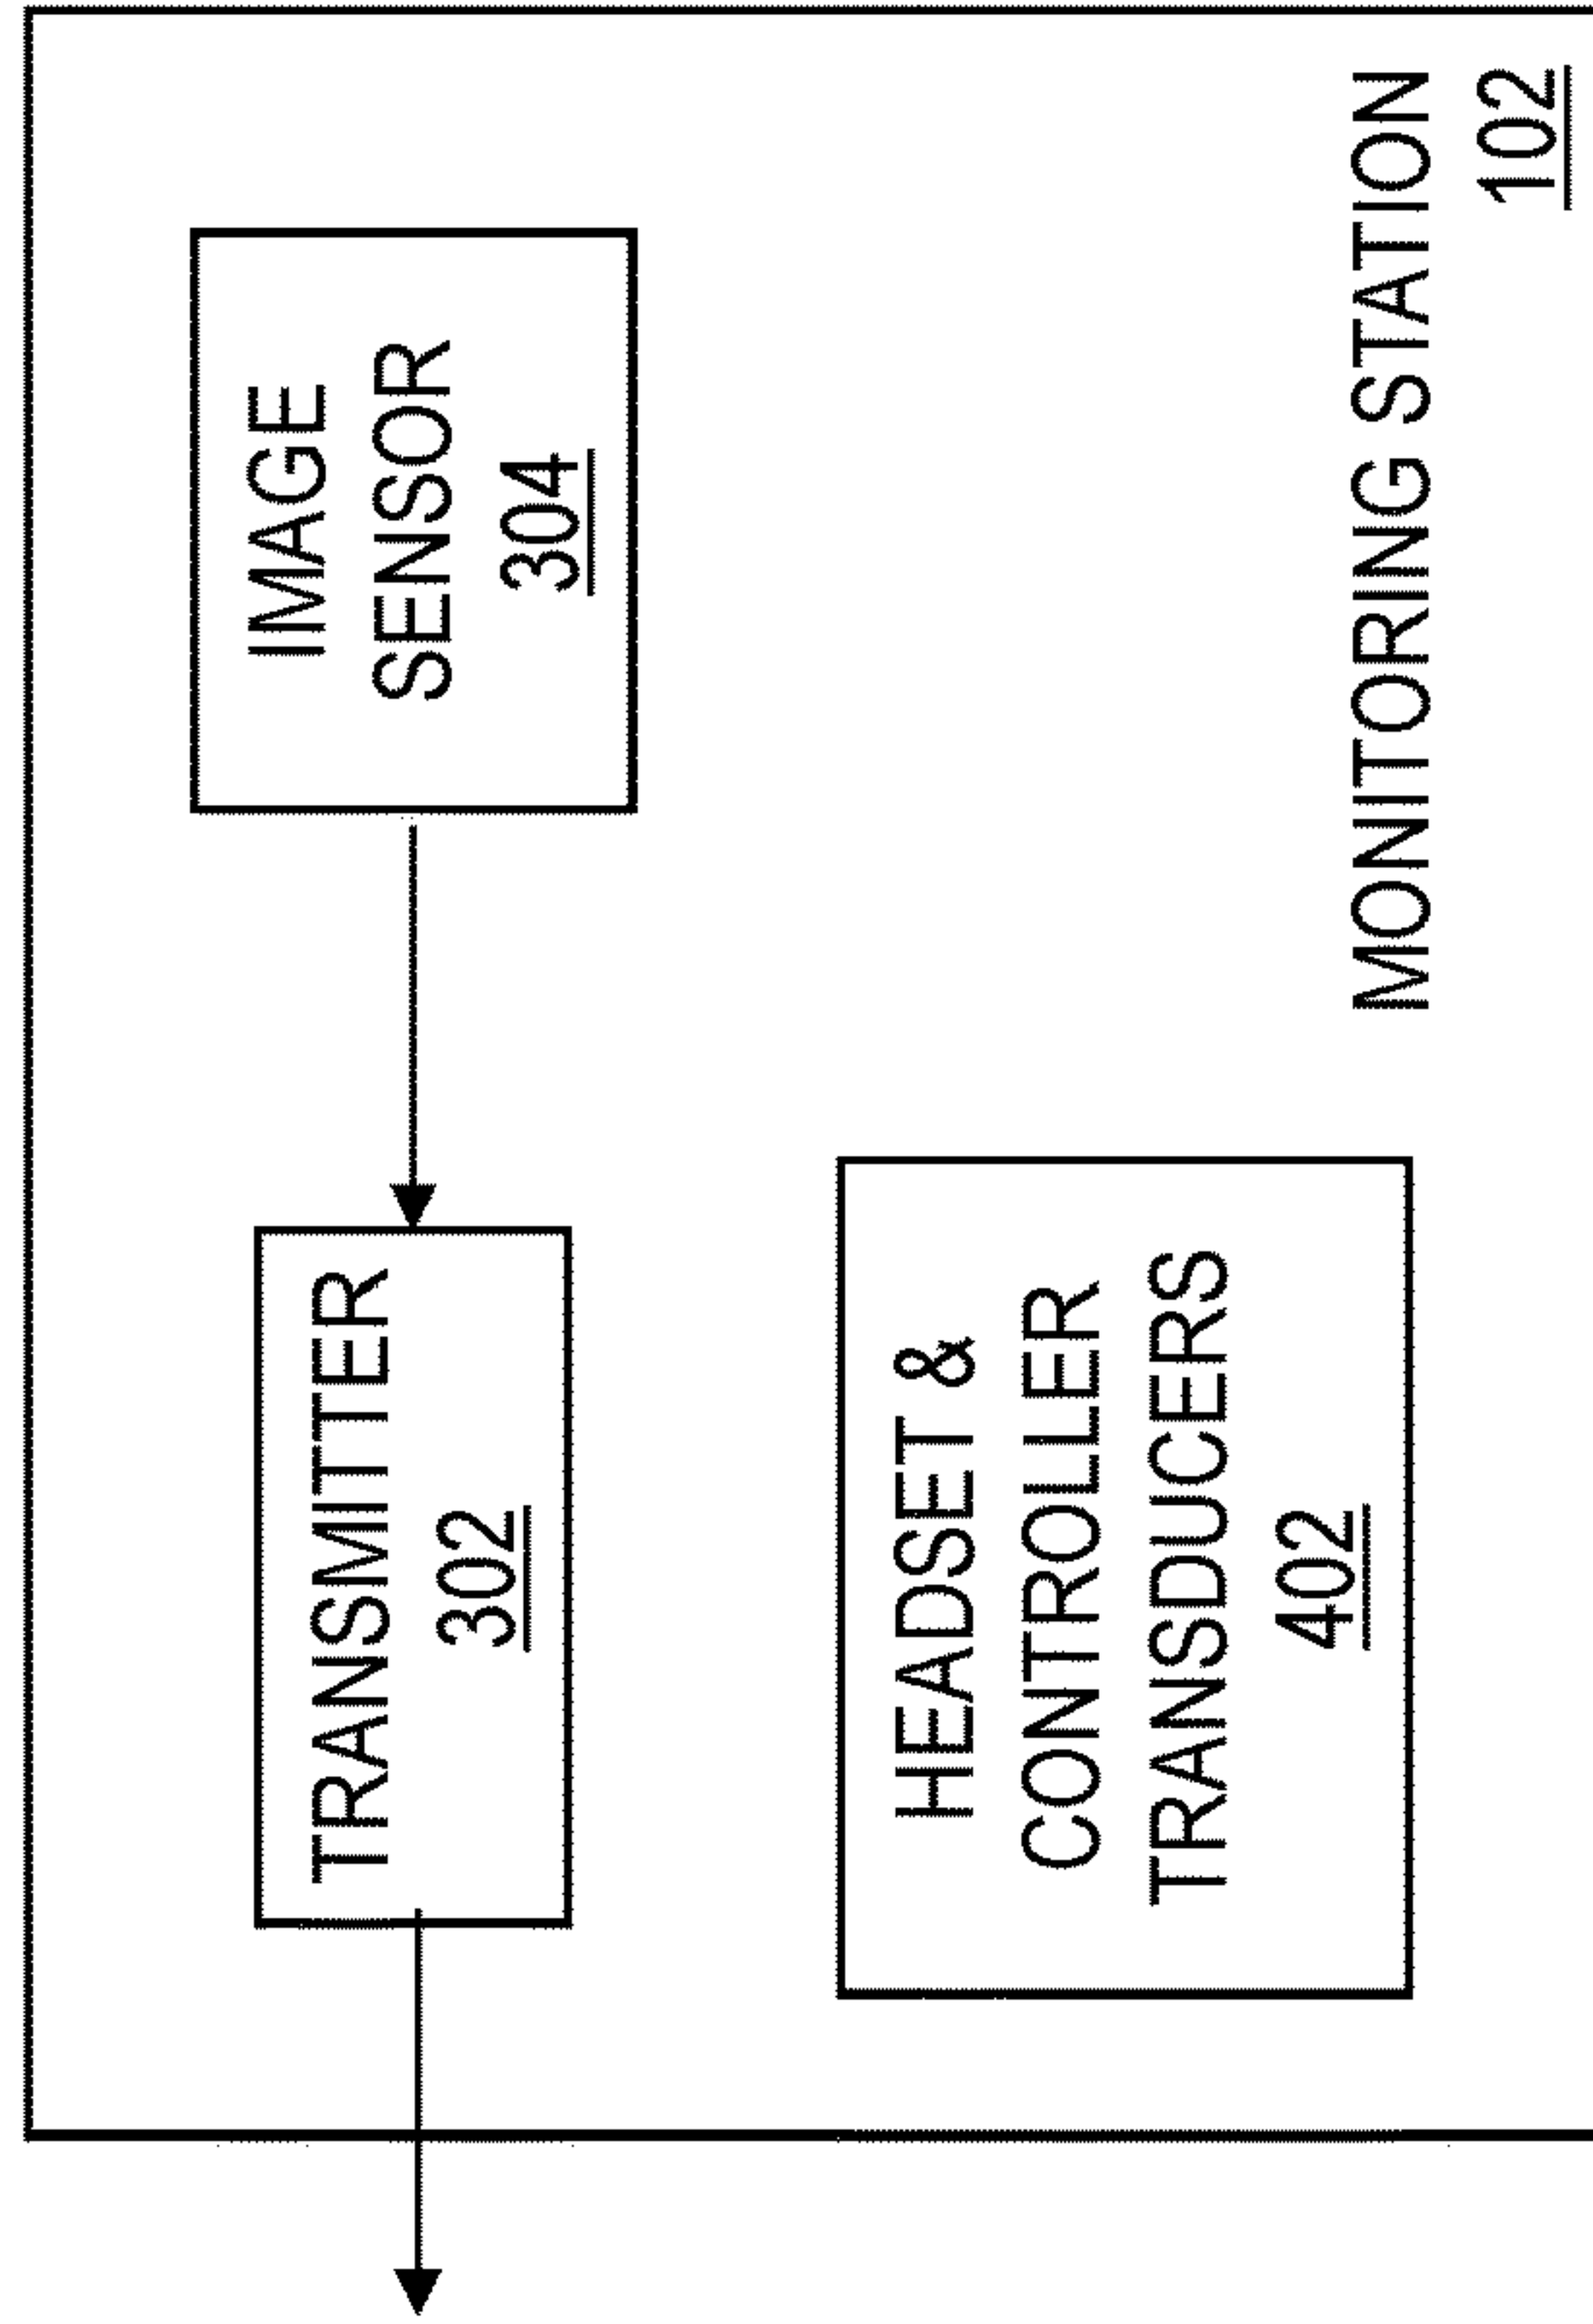 TRANSMITTER
302
IMAGE
SENSOR
304
HEADSET &
CONTROLLER
TRANSDUCERS
402
MONITORING STATION
102